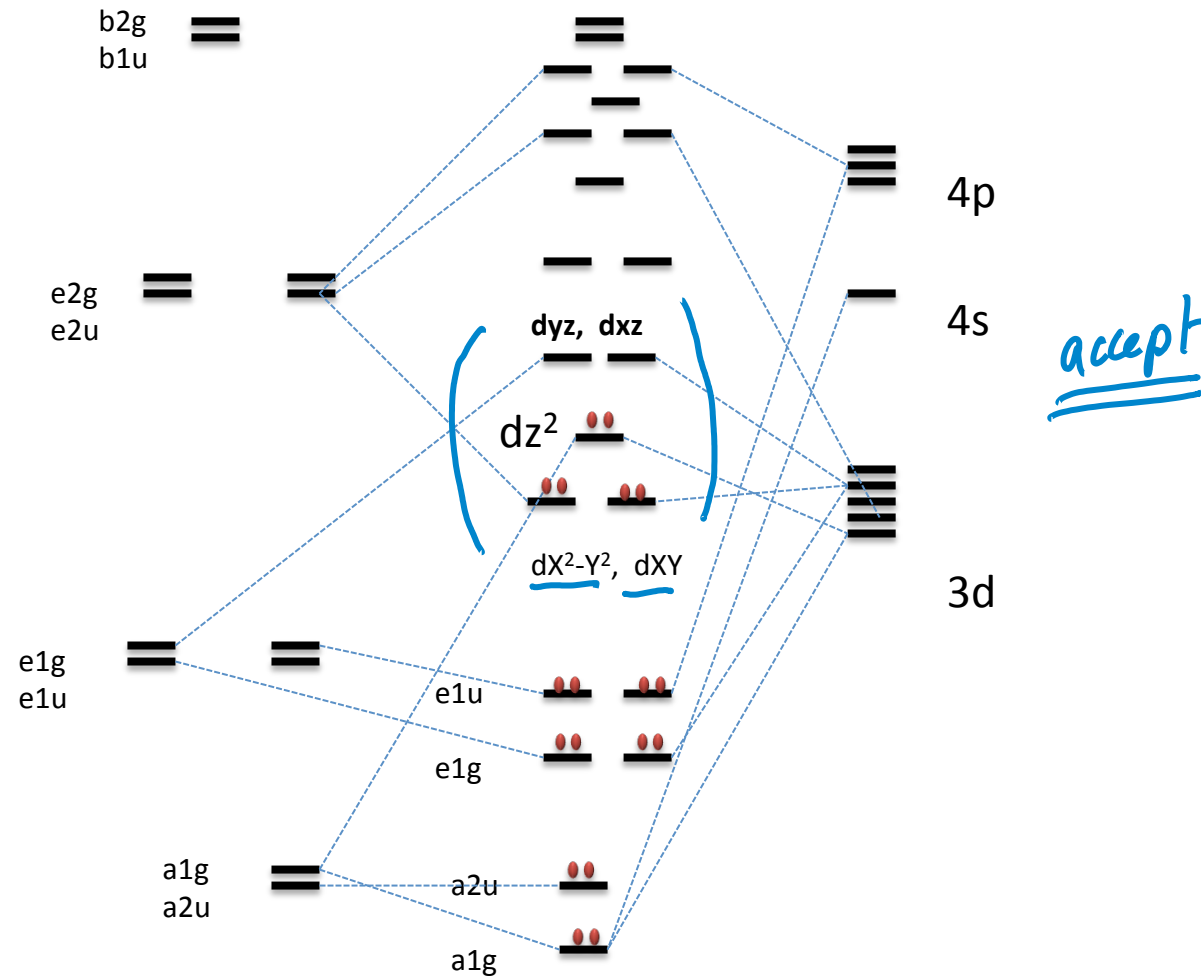 b2g
b1u
4p
e2g
e2u
4s
accept
dyz, dxz
dz²
dX²-Y², dXY
3d
e1g
e1u
e1u
e1g
a1g
a2u
a2u
a1g